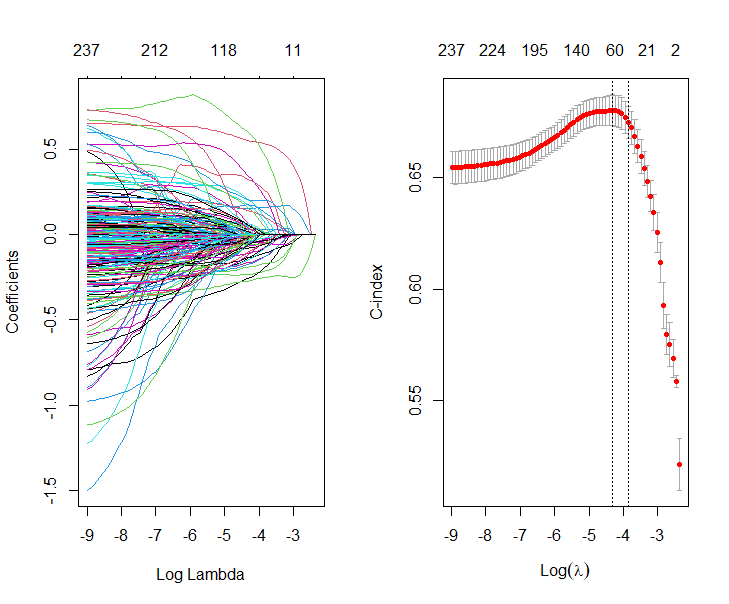 237 212 118 11
Coefficients
0.5
0.0
-0.5
-1.0
-1.5
-9 -8 -7 -6 -5 -4 -3
Log Lambda
237 224 195 140 60 21 2
C-index
0.65
0.60
0.55
-9 -8 -7 -6 -5 -4 -3
Log(λ)